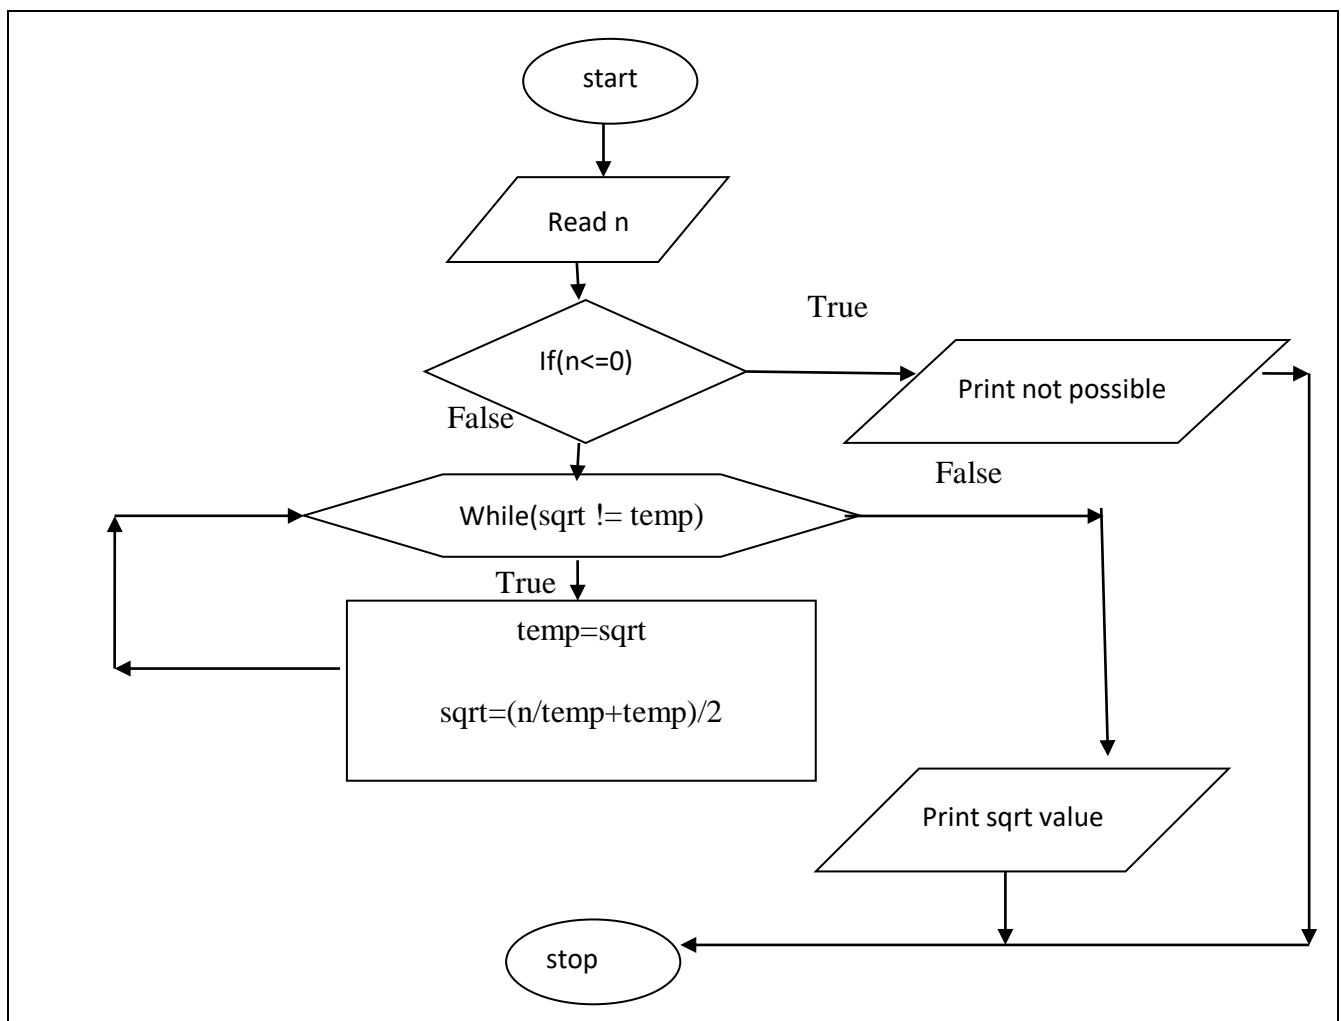 start
Read n
True
If(n<=0)
Print not possible
False
False
While(sqrt != temp)
True
temp=sqrt
sqrt=(n/temp+temp)/2
Print sqrt value
stop